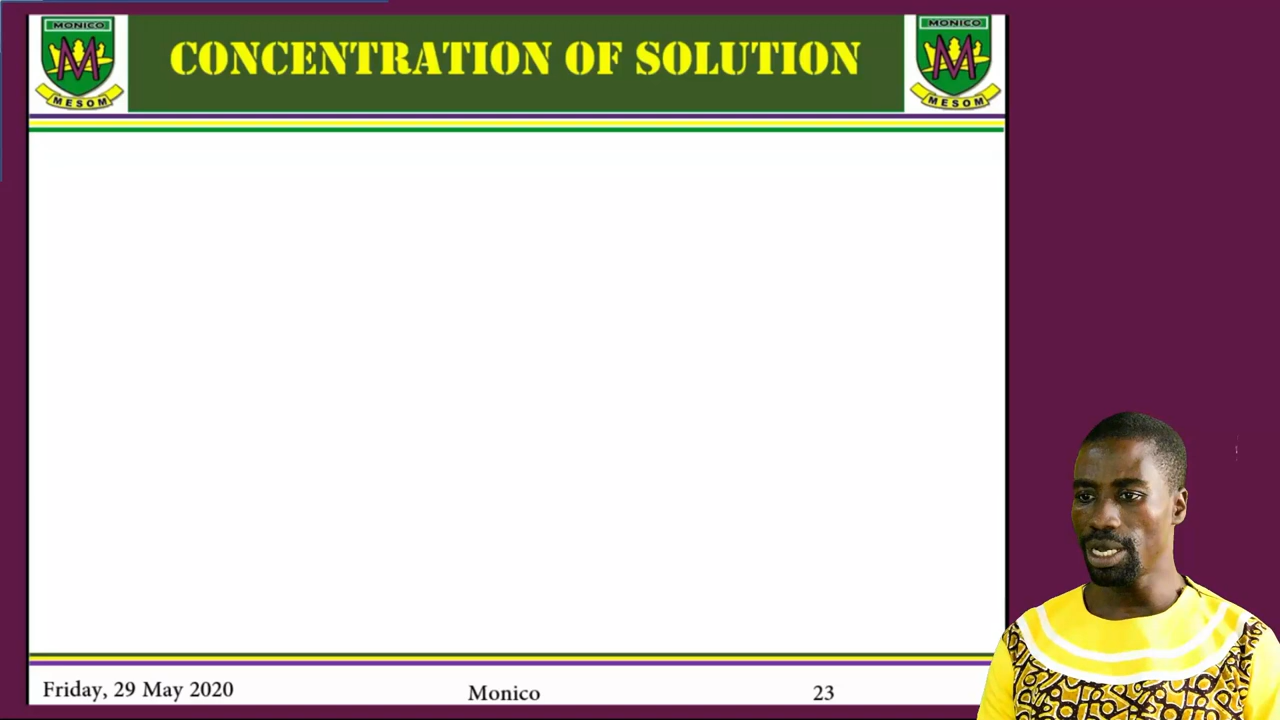 MONICO
MESOM
CONCENTRATION OF SOLUTION
MONICO
MESOM
Friday, 29 May 2020
Monico
23